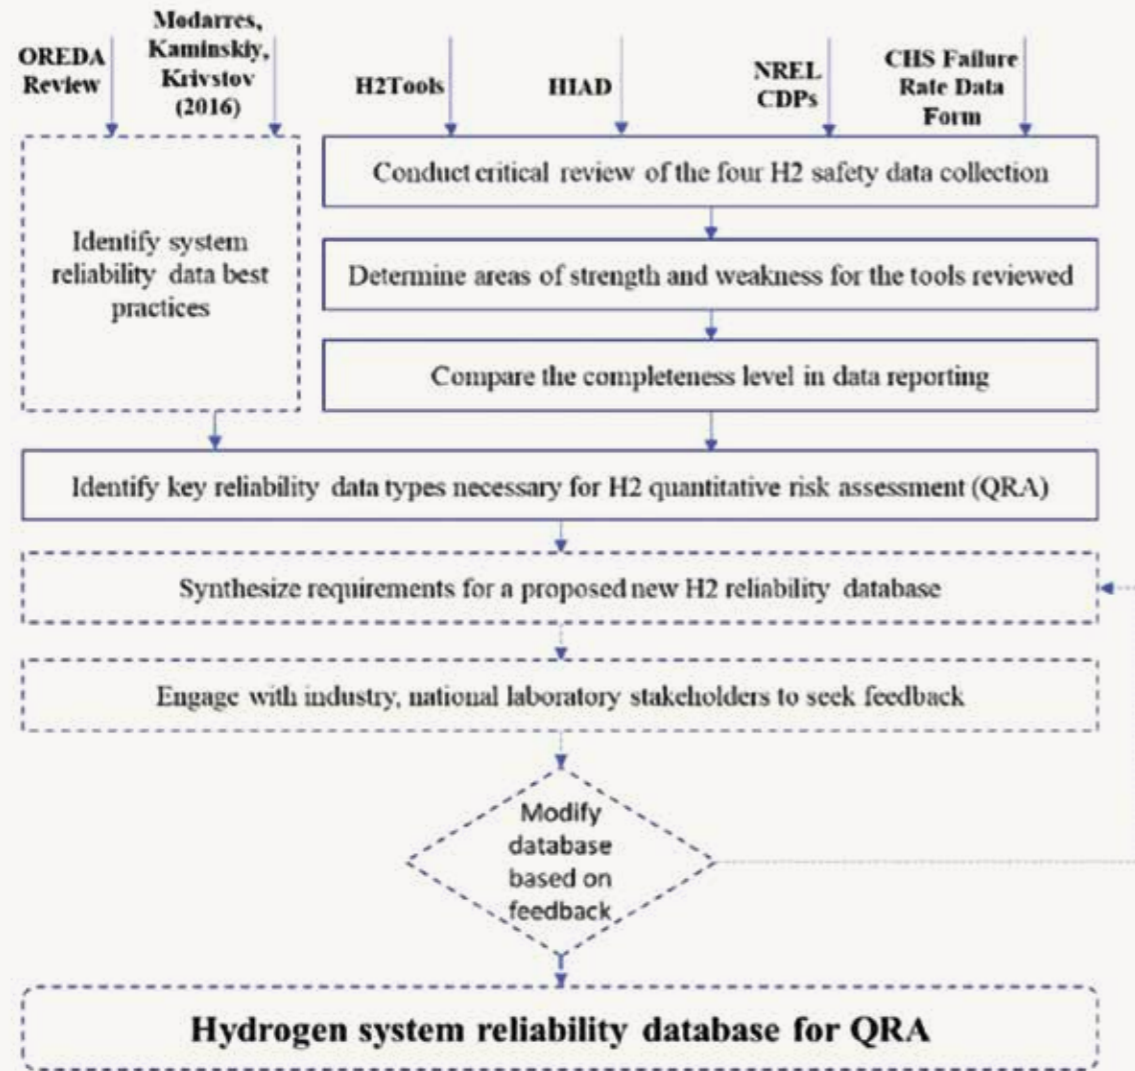 OREDA
Review
Modarres,
Kaminskiy,
Krivstov
(2016)
H2Tools
HIAD
NREL
CDPs
CHS Failure
Rate Data
Form
Identify system
reliability data best
practices
Conduct critical review of the four H2 safety data collection
Determine areas of strength and weakness for the tools reviewed
Compare the completeness level in data reporting
Identify key reliability data types necessary for H2 quantitative risk assessment (QRA)
Synthesize requirements for a proposed new H2 reliability database
Engage with industry, national laboratory stakeholders to seek feedback
Modify
database
based on
feedback
Hydrogen system reliability database for QRA